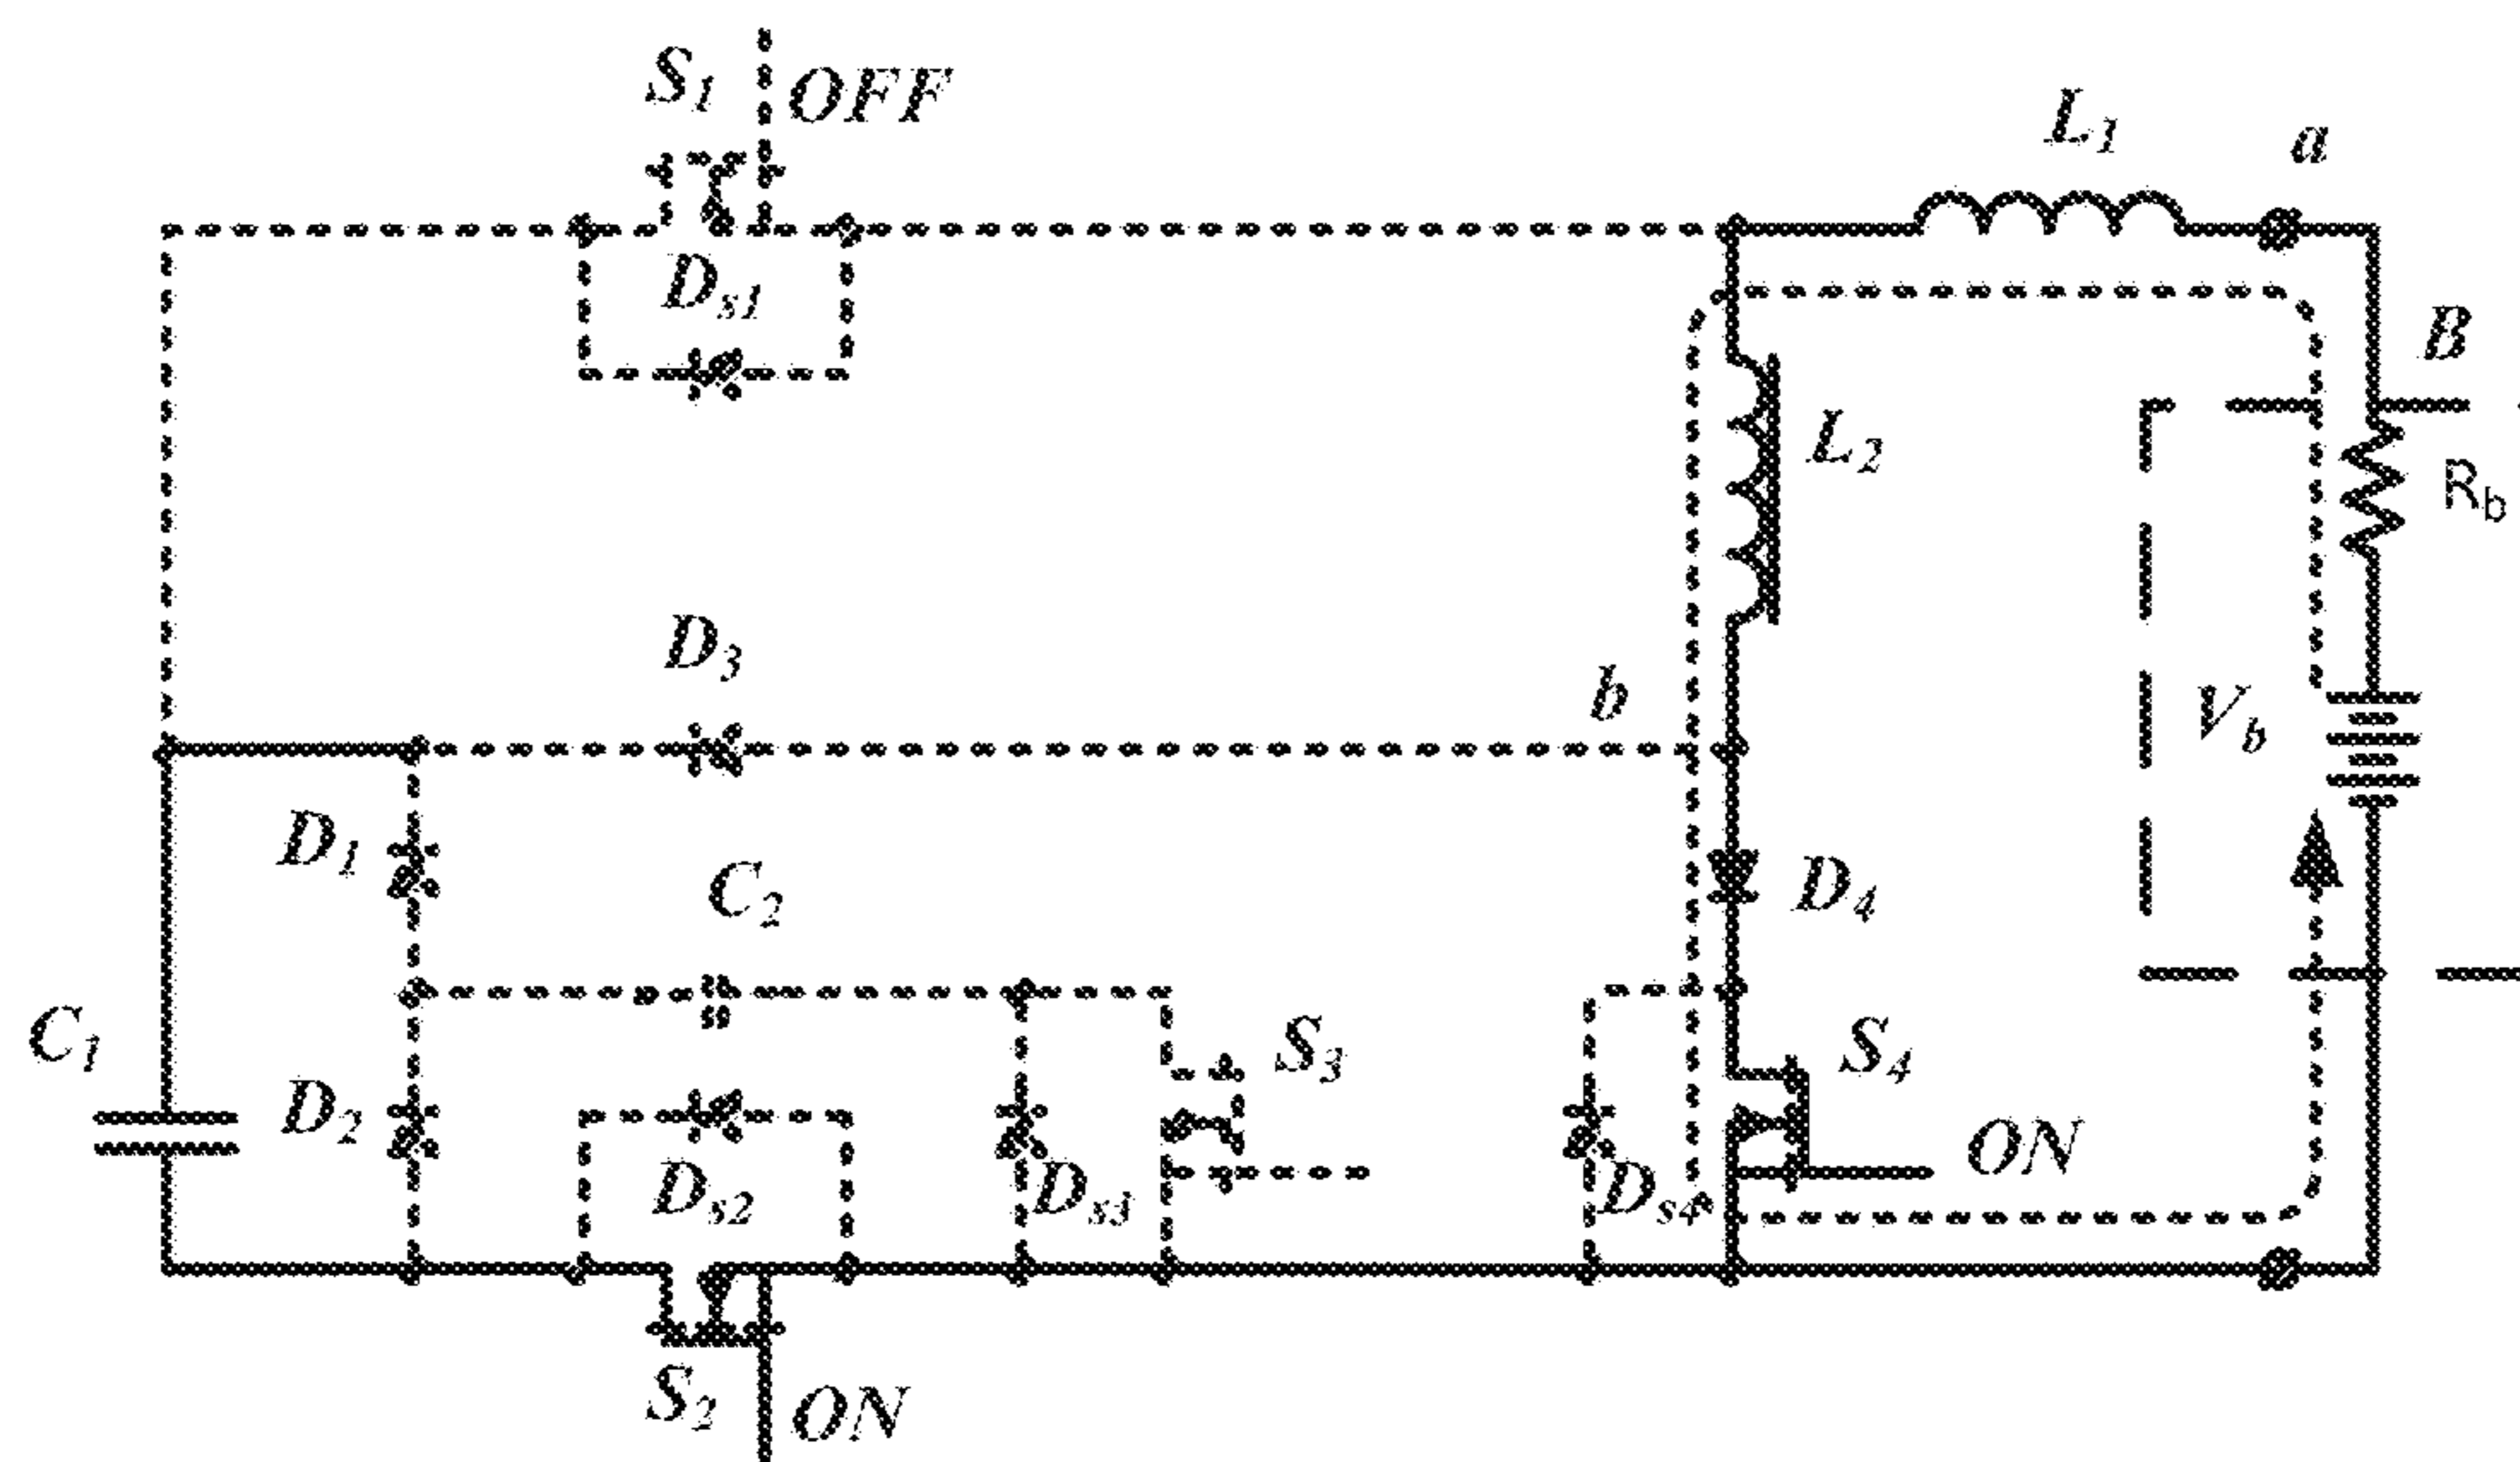 S1 OFF
L1
a
Ds1
B
L2
Rb
D3
b
Vb
D1
C2
D4
C1
S3
S4
D2
Ds2
Ds3
Ds4
ON
S2 ON